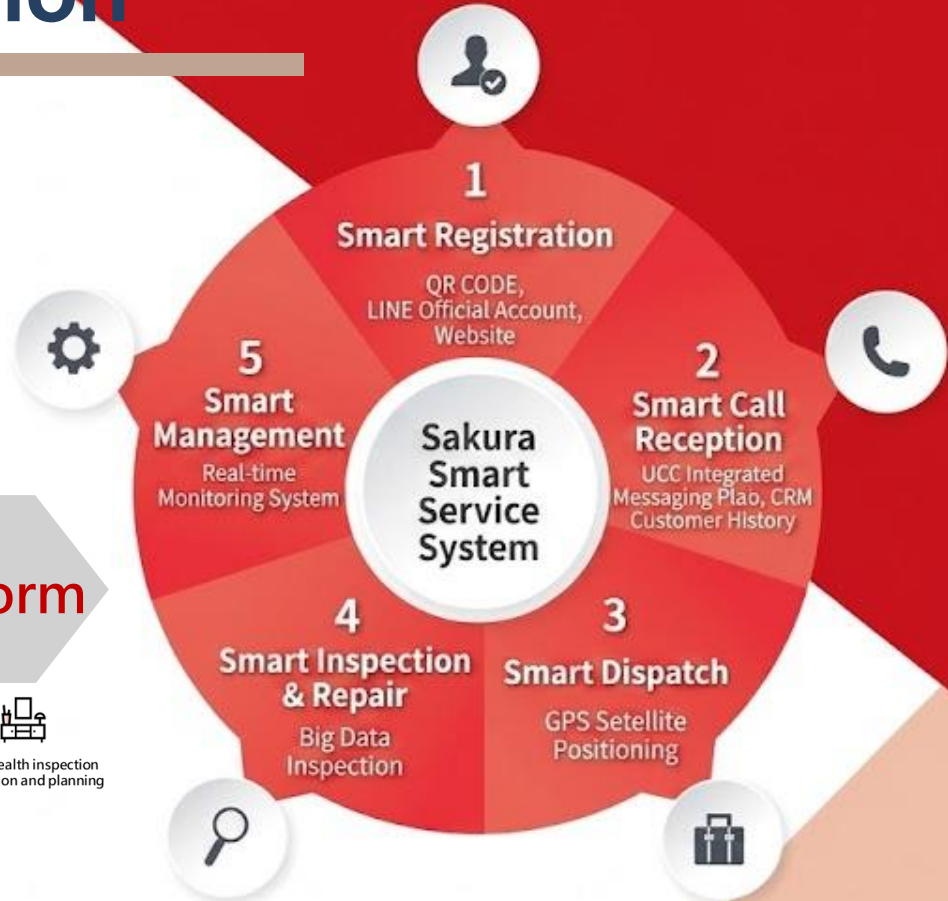 1
Smart Registration
QR CODE,
LINE Official Account,
Website
2
Smart Call
Reception
UCC Integrated
Messaging Plao, CRM
Customer History
3
Smart Dispatch
GPS Setellite
Positioning
4
Smart Inspection
& Repair
Big Data
Inspection
5
Smart
Management
Real-time
Monitoring System
Sakura
Smart
Service
System
orm
ealth inspection
on and planning